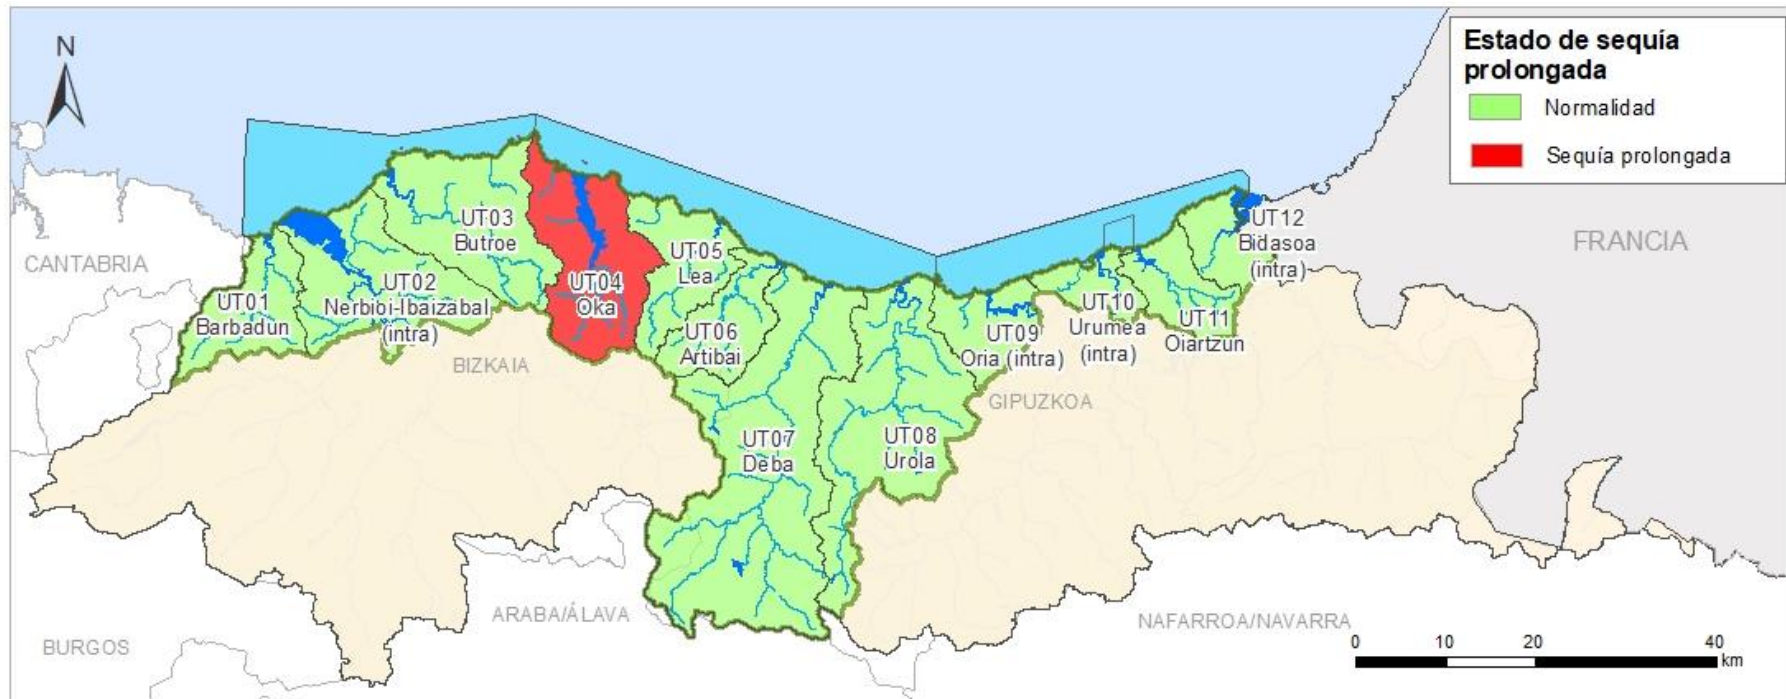 N
Estado de sequía
prolongada
Normalidad
Sequía prolongada
UT03
Butroe
UT12
Bidasoa
(intra)
FRANCIA
CANTABRIA
UT05
Lea
UT02
Nerbioi-Ibaizabal
(intra)
UT04
Oka
UT01
Barbadun
UT10
Urumea
(intra)
UT11
Oiartzun
UT06
Artibai
UT09
Oria (intra)
BIZKAIA
GIPUZKOA
UT07
Deba
UT08
Urola
ARABA/ÁLAVA
NAFARROA/NAVARRA
BURGOS
0 10 20 40
km